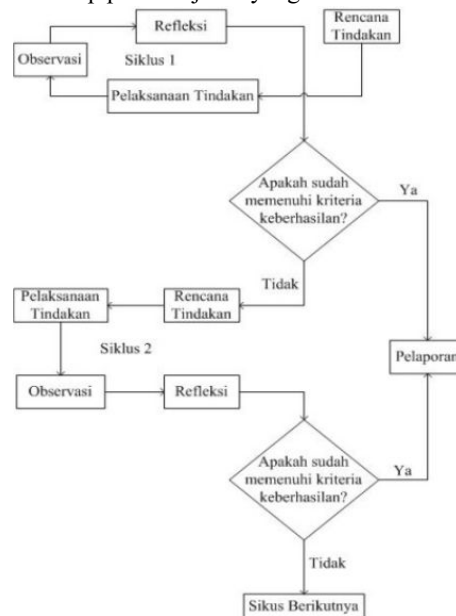 Refleksi
Rencana
Tindakan
Observasi
Siklus 1
Pelaksanaan Tindakan
Apakah sudah
memenuhi kriteria
keberhasilan?
Ya
Tidak
Pelaksanaan
Tindakan
Rencana
Tindakan
Siklus 2
Pelaporan
Observasi
Refleksi
Apakah sudah
memenuhi kriteria
keberhasilan?
Ya
Tidak
Sikus Berikutnya